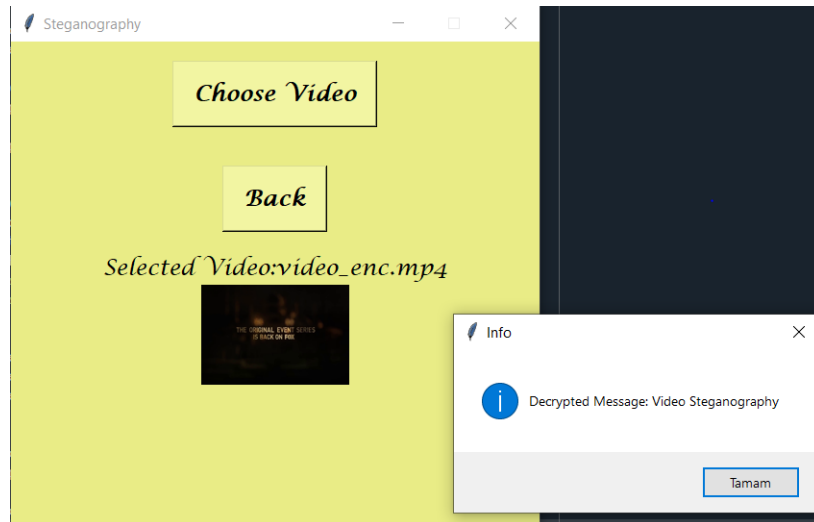 Steganography
Choose Video
Back
Selected Video:video_enc.mp4
THE ORIGINAL EVENT SERIES
IS BACK ON FOX
Info
Decrypted Message: Video Steganography
Tamam